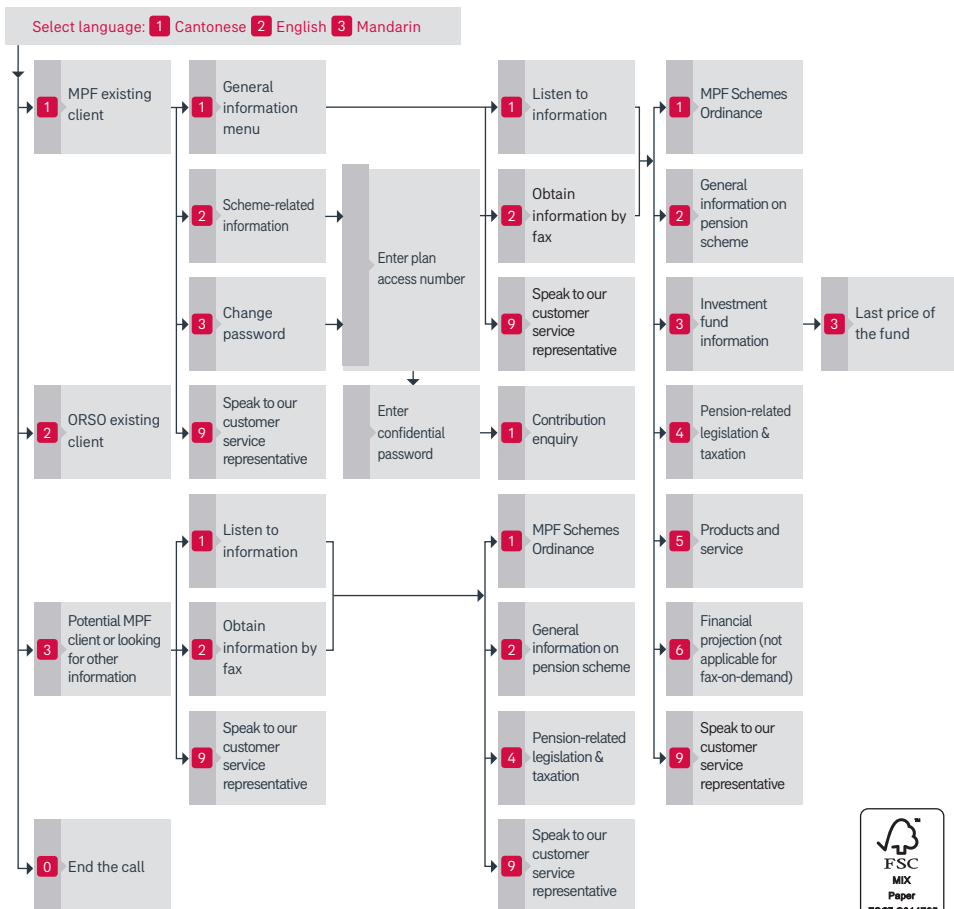 Select language: 1 Cantonese 2 English 3 Mandarin
1
MPF existing
client
1
General
information
menu
1
Listen to
information
1
MPF Schemes
Ordinance
2
Scheme-related
information
Enter plan
access number
2
Obtain
information by
fax
2
General
information on
pension
scheme
3
Change
password
9
Speak to our
customer
service
representative
3
Investment
fund
information
3
Last price of
the fund
2
ORSO existing
client
9
Speak to our
customer
service
representative
Enter
confidential
password
1
Contribution
enquiry
4
Pension-related
legislation &
taxation
1
Listen to
information
1
MPF Schemes
Ordinance
5
Products and
service
3
Potential MPF
client or looking
for other
information
2
Obtain
information by
fax
2
General
information on
pension scheme
6
Financial
projection (not
applicable for
fax-on-demand)
9
Speak to our
customer
service
representative
4
Pension-related
legislation &
taxation
9
Speak to our
customer
service
representative
0
End the call
9
Speak to our
customer
service
representative
FSC
MIX
Paper